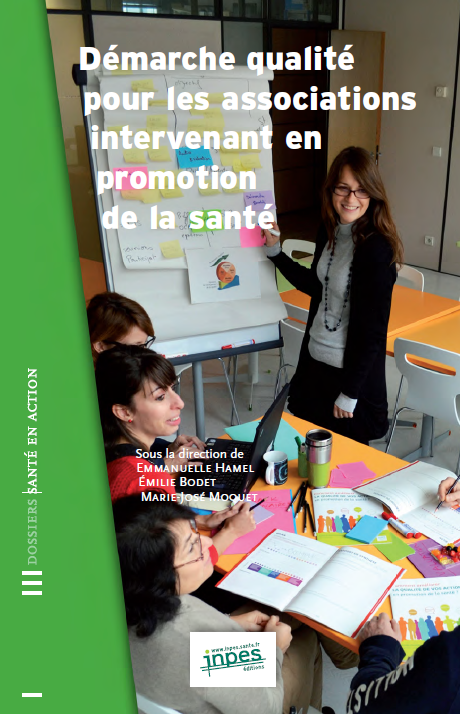 Démarche qualité
pour les associations
intervenant en
promotion
de la santé
Sous la direction de
EMMANUELLE HAMEL
ÉMILIE BODET
MARIE-JOSÉ MOQUET
DOSSIERS SANTÉ EN ACTION
www.inpes.sante.fr
inpes
éditions